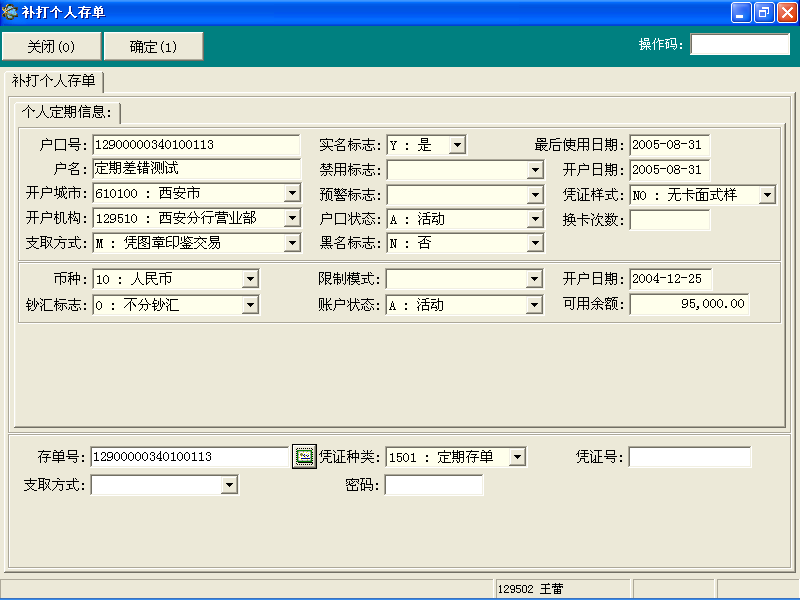 补打个人存单
关闭(0) 确定(1) 操作码:
补打个人存单
个人定期信息:
户口号: 12900000340100113 实名标志: Y : 是 最后使用日期: 2005-08-31
户名: 定期差错测试 禁用标志: 开户日期: 2005-08-31
开户城市: 610100 : 西安市 预警标志: 凭证样式: NO : 无卡面式样
开户机构: 129510 : 西安分行营业部 户口状态: A : 活动 换卡次数:
支取方式: M : 凭图章印鉴交易 黑名标志: N : 否
币种: 10 : 人民币 限制模式: 开户日期: 2004-12-25
钞汇标志: 0 : 不分钞汇 账户状态: A : 活动 可用余额: 95,000.00
存单号: 12900000340100113 凭证种类: 1501 : 定期存单 凭证号:
支取方式: 密码:
129502 王蕾